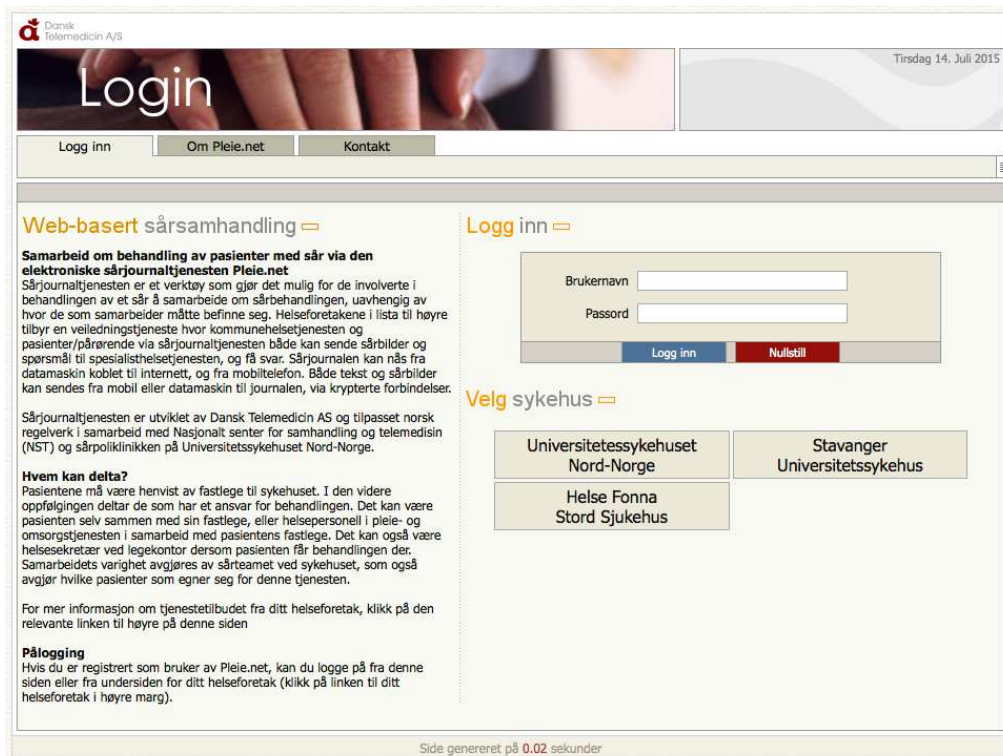 Dansk
Telemedicin A/S
Login
Tirsdag 14. Juli 2015
Logg inn
Om Pleie.net
Kontakt
Web-basert sårsamhandling
Samarbeid om behandling av pasienter med sår via den
elektroniske sårjournaltjenesten Pleie.net
Sårjournaltjenesten er et verktøy som gjør det mulig for de involverte i
behandlingen av et sår å samarbeide om sårbehandlingen, uavhengig av
hvor de som samarbeider måtte befinne seg. Helseforetakene i lista til høyre
tilbyr en veiledningstjeneste hvor kommunehelsetjenesten og
pasienter/pårørende via sårjournaltjenesten både kan sende sårbilder og
spørsmål til spesialisthelsetjenesten, og få svar. Sårjournalen kan nås fra
datamaskin koblet til internett, og fra mobiltelefon. Både tekst og sårbilder
kan sendes fra mobil eller datamaskin til journalen, via krypterte forbindelser.
Sårjournaltjenesten er utviklet av Dansk Telemedicin AS og tilpasset norsk
regelverk i samarbeid med Nasjonalt senter for samhandling og telemedisin
(NST) og sårpoliklinikken på Universitetssykehuset Nord-Norge.
Hvem kan delta?
Pasientene må være henvist av fastlege til sykehuset. I den videre
oppfølgingen deltar de som har et ansvar for behandlingen. Det kan være
pasienten selv sammen med sin fastlege, eller helsepersonell i pleie- og
omsorgstjenesten i samarbeid med pasientens fastlege. Det kan også være
helsesekretær ved legekontor dersom pasienten får behandlingen der.
Samarbeidets varighet avgjøres av sårteamet ved sykehuset, som også
avgjør hvilke pasienter som egner seg for denne tjenesten.
For mer informasjon om tjenestetilbudet fra ditt helseforetak, klikk på den
relevante linken til høyre på denne siden
Pålogging
Hvis du er registrert som bruker av Pleie.net, kan du logge på fra denne
siden eller fra undersiden for ditt helseforetak (klikk på linken til ditt
helseforetak i høyre marg).
Logg inn
Brukernavn
Passord
Logg inn
Nullstill
Velg sykehus
Universitetessykehuset
Nord-Norge
Stavanger
Universitetssykehus
Helse Fonna
Stord Sjukehus
Side genereret på 0.02 sekunder